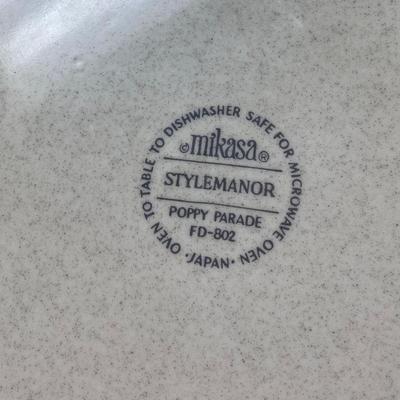 OVEN TO TABLE TO DISHWASHER SAFE FOR MICROWAVE OVEN
©mikasa®
STYLEMANOR
POPPY PARADE
FD-802
·JAPAN·